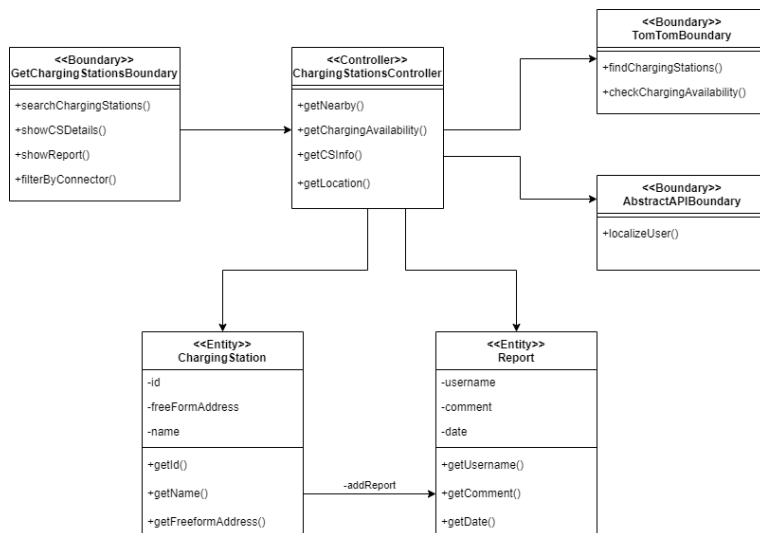 <<Boundary>>
GetChargingStationsBoundary
+searchChargingStations()
+showCSDetails()
+showReport()
+filterByConnector()
<<Controller>>
ChargingStationsController
+getNearby()
+getChargingAvailability()
+getCSInfo()
+getLocation()
<<Boundary>>
TomTomBoundary
+findChargingStations()
+checkChargingAvailability()
<<Boundary>>
AbstractAPIBoundary
+localizeUser()
<<Entity>>
ChargingStation
-id
-freeFormAddress
-name
+getId()
+getName()
+getFreeformAddress()
-addReport
<<Entity>>
Report
-username
-comment
-date
+getUsername()
+getComment()
+getDate()